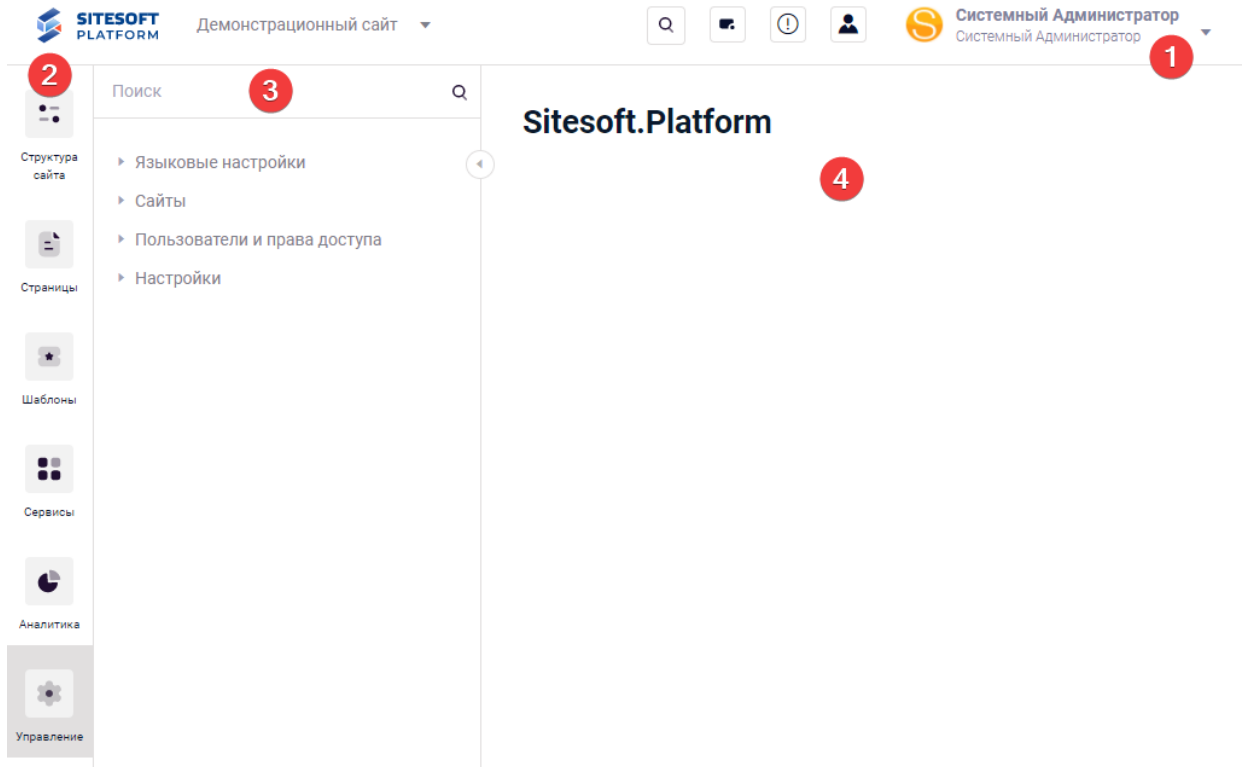 SITESOFT
PLATFORM
Демонстрационный сайт
Системный Администратор
Системный Администратор
1
2
3
4
Поиск
Sitesoft.Platform
Структура
сайта
Страницы
Шаблоны
Сервисы
Аналитика
Управление
Языковые настройки
Сайты
Пользователи и права доступа
Настройки